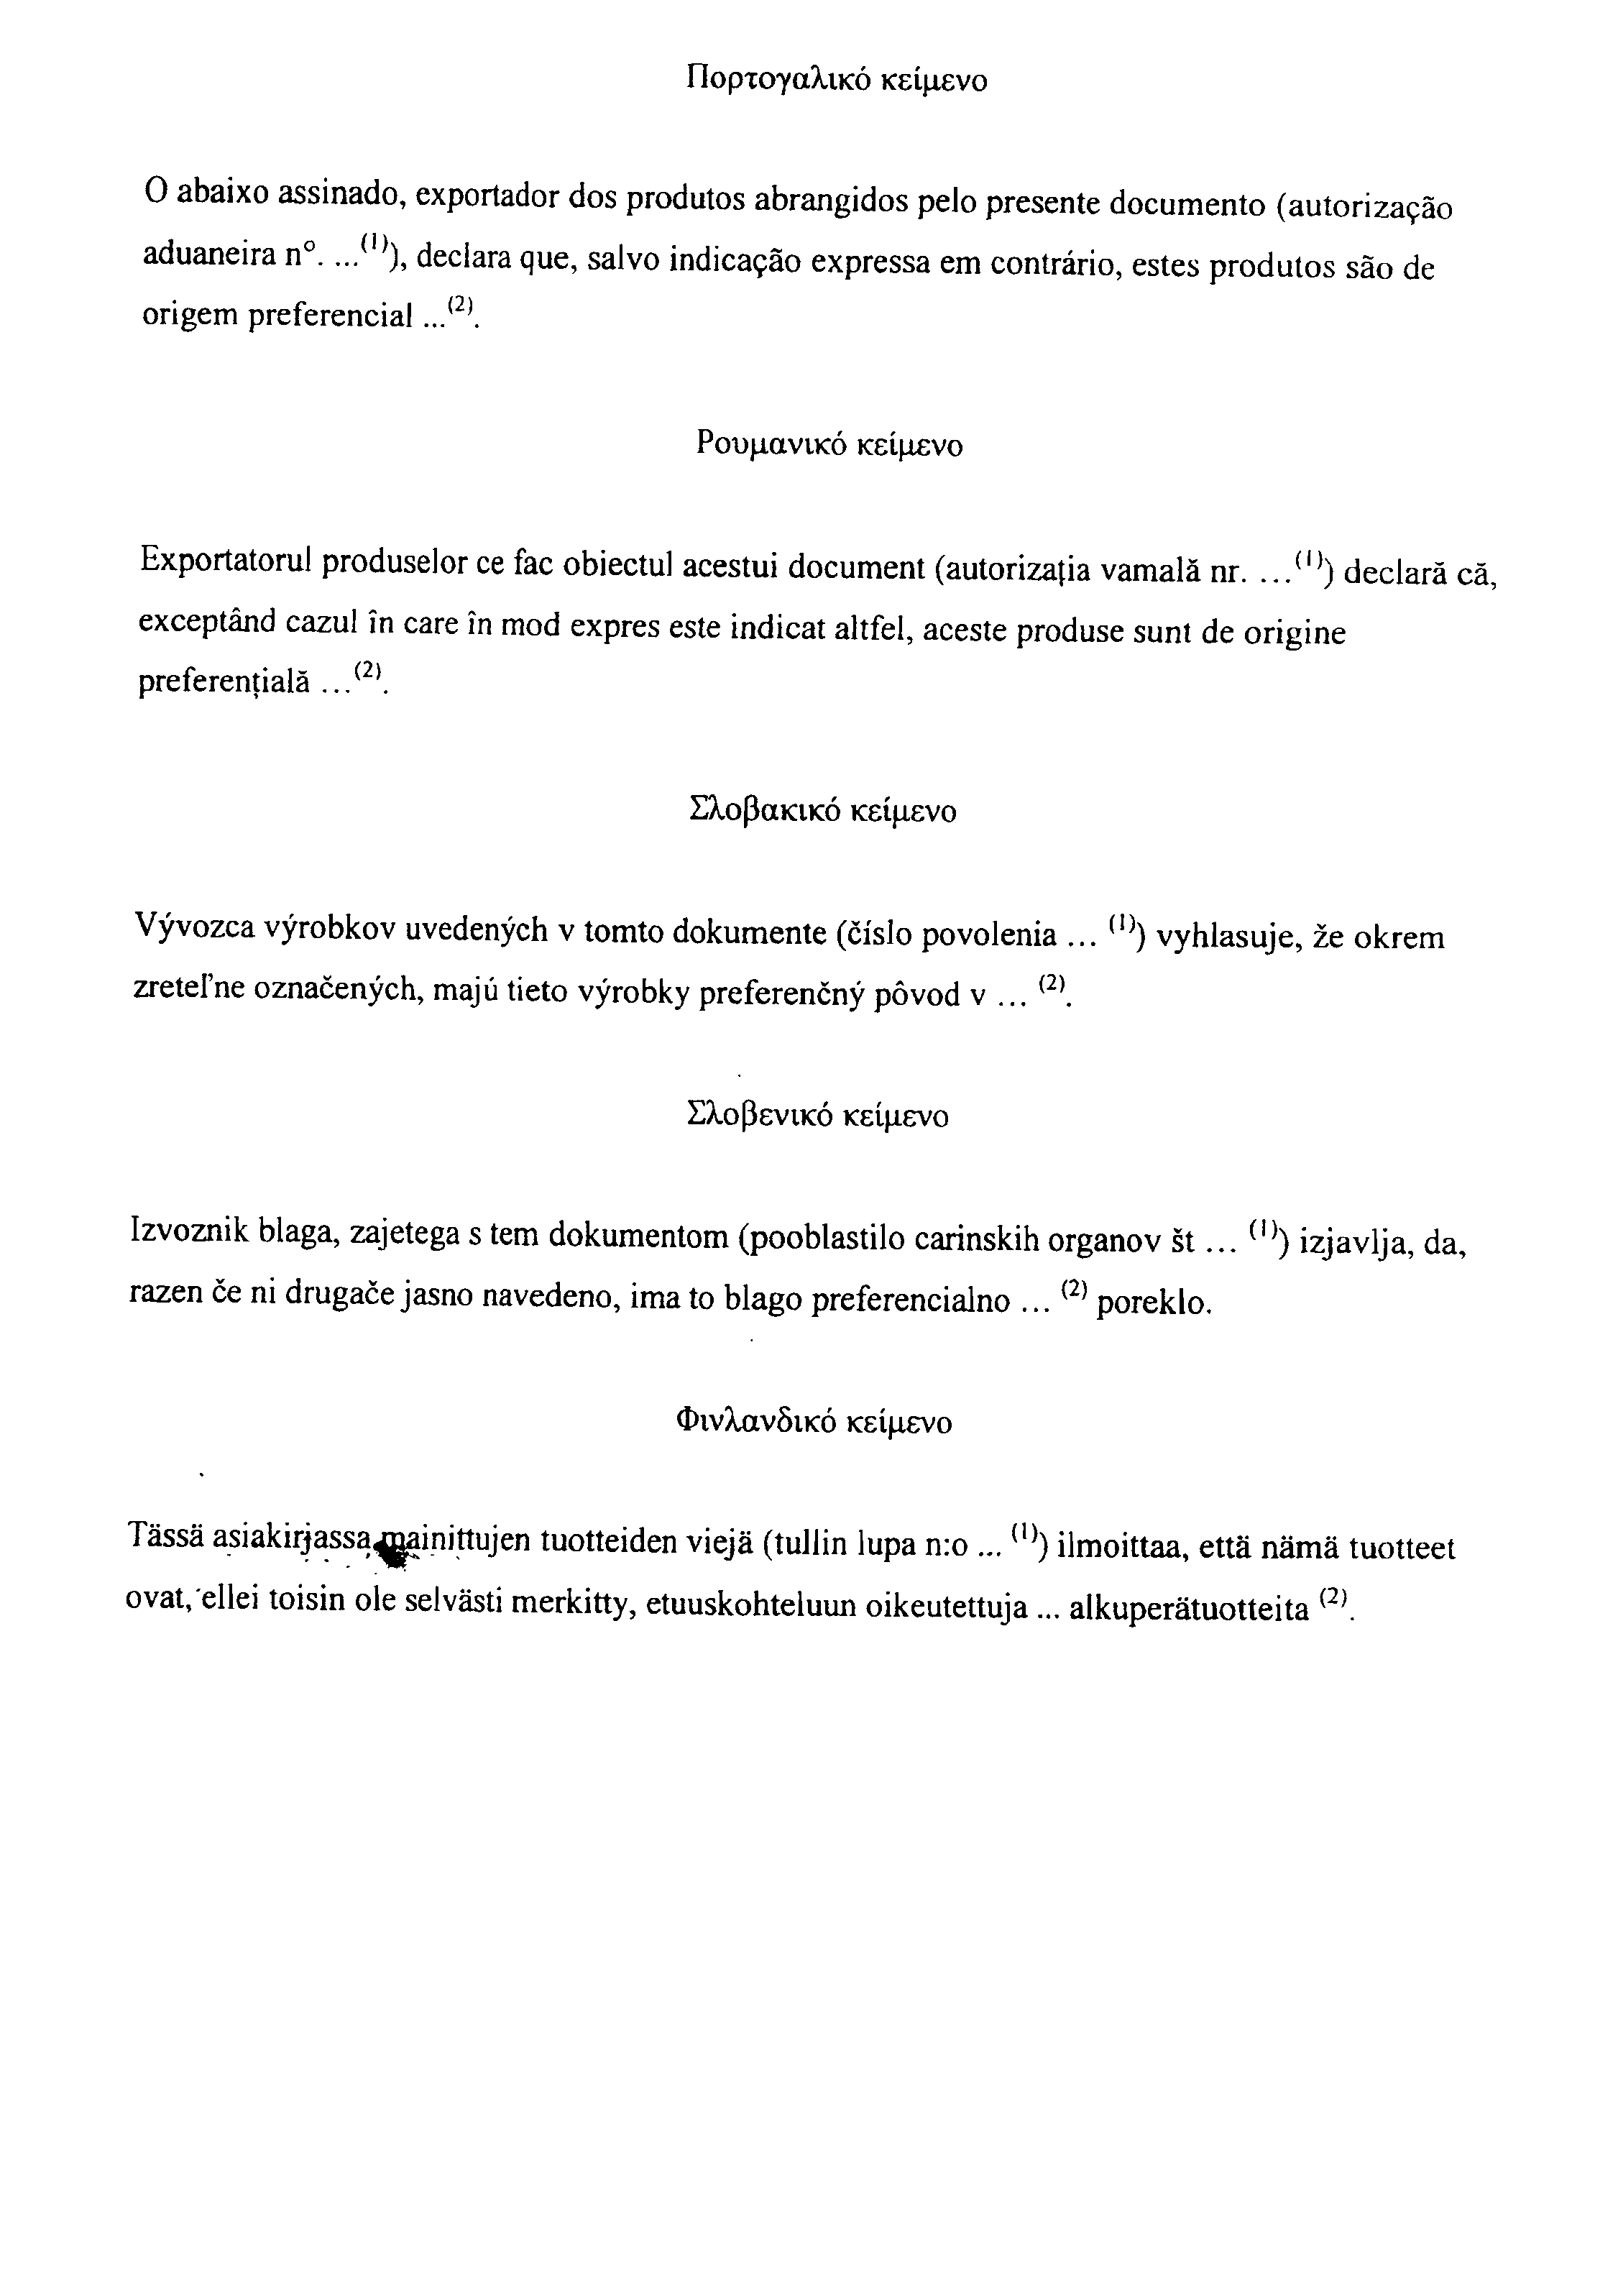 Πορτογαλικό κείμενο
O abaixo assinado, exportador dos produtos abrangidos pelo presente documento (autorização
aduaneira n°. ...⁽¹⁾), declara que, salvo indicação expressa em contrário, estes produtos são de
origem preferencial ...⁽²⁾.
Ρουμανικό κείμενο
Exportatorul produselor ce fac obiectul acestui document (autorizaţia vamală nr. ...⁽¹⁾) declară că,
exceptând cazul în care în mod expres este indicat altfel, aceste produse sunt de origine
preferenţială ...⁽²⁾.
Σλοβακικό κείμενο
Vývozca výrobkov uvedených v tomto dokumente (číslo povolenia ... ⁽¹⁾) vyhlasuje, že okrem
zreteľne označených, majú tieto výrobky preferenčný pôvod v ... ⁽²⁾.
Σλοβενικό κείμενο
Izvoznik blaga, zajetega s tem dokumentom (pooblastilo carinskih organov št ... ⁽¹⁾) izjavlja, da,
razen če ni drugače jasno navedeno, ima to blago preferencialno ... ⁽²⁾ poreklo.
Φινλανδικό κείμενο
Tässä asiakirjassa mainittujen tuotteiden viejä (tullin lupa n:o ... ⁽¹⁾) ilmoittaa, että nämä tuotteet
ovat, ellei toisin ole selvästi merkitty, etuuskohteluun oikeutettuja ... alkuperätuotteita ⁽²⁾.